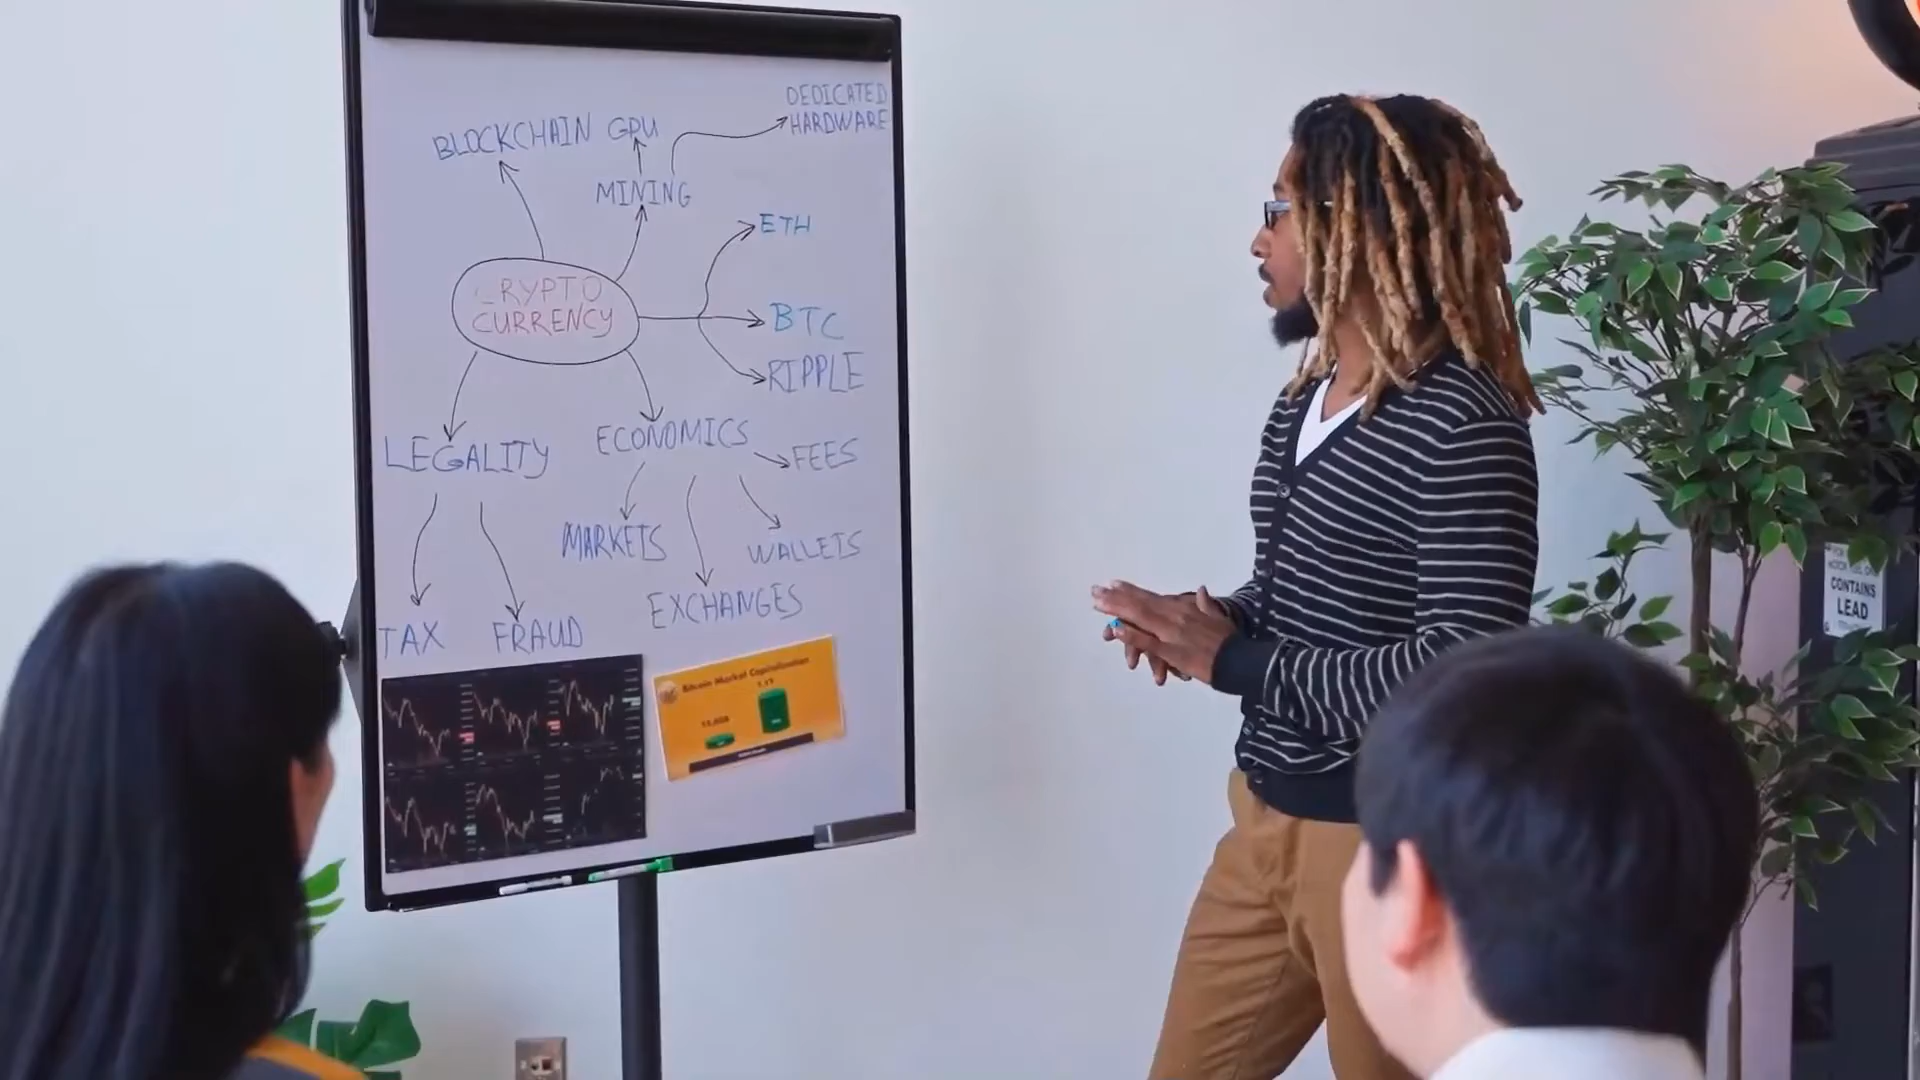 DEDICATED
HARDWARE
BLOCKCHAIN
GPU
MINING
ETH
CRYPTO
CURRENCY
BTC
RIPPLE
LEGALITY
ECONOMICS
FEES
MARKETS
WALLETS
EXCHANGES
TAX
FRAUD
Bitcoin Market Capitalization
CONTAINS
LEAD